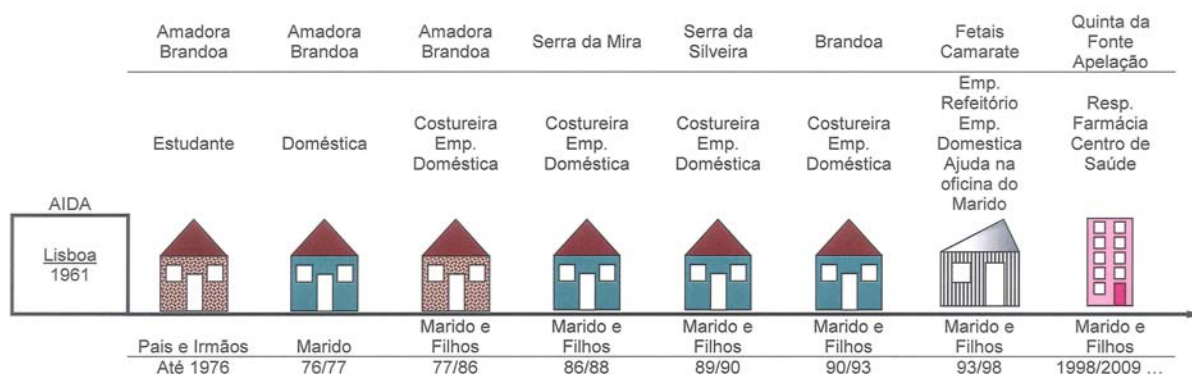 Amadora Brandoa
Amadora Brandoa
Amadora Brandoa
Serra da Mira
Serra da Silveira
Brandoa
Fetais Camarate
Quinta da Fonte Apelação
Estudante
Doméstica
Costureira Emp. Doméstica
Costureira Emp. Doméstica
Costureira Emp. Doméstica
Costureira Emp. Doméstica
Emp. Refeitório Emp. Domestica Ajuda na oficina do Marido
Resp. Farmácia Centro de Saúde
AIDA
Lisboa
1961
Pais e Irmãos
Marido
Marido e Filhos
Marido e Filhos
Marido e Filhos
Marido e Filhos
Marido e Filhos
Marido e Filhos
Até 1976
76/77
77/86
86/88
89/90
90/93
93/98
1998/2009 ...